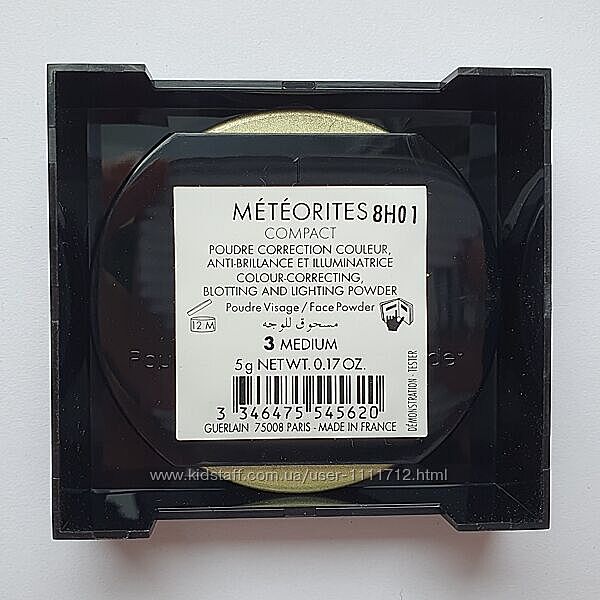 MÉTÉORITES 8H01
COMPACT
POUDRE CORRECTION COULEUR,
ANTI-BRILLANCE ET ILLUMINATRICE
COLOUR-CORRECTING,
BLOTTING AND LIGHTING POWDER
Poudre Visage / Face Powder
مسحوق للوجه
12 M
3 MEDIUM
5g NET WT. 0.17 OZ.
3 346475 545620
GUERLAIN 75008 PARIS - MADE IN FRANCE
DÉMONSTRATION - TESTER
www.kidstaff.com.ua/user-1111712.html